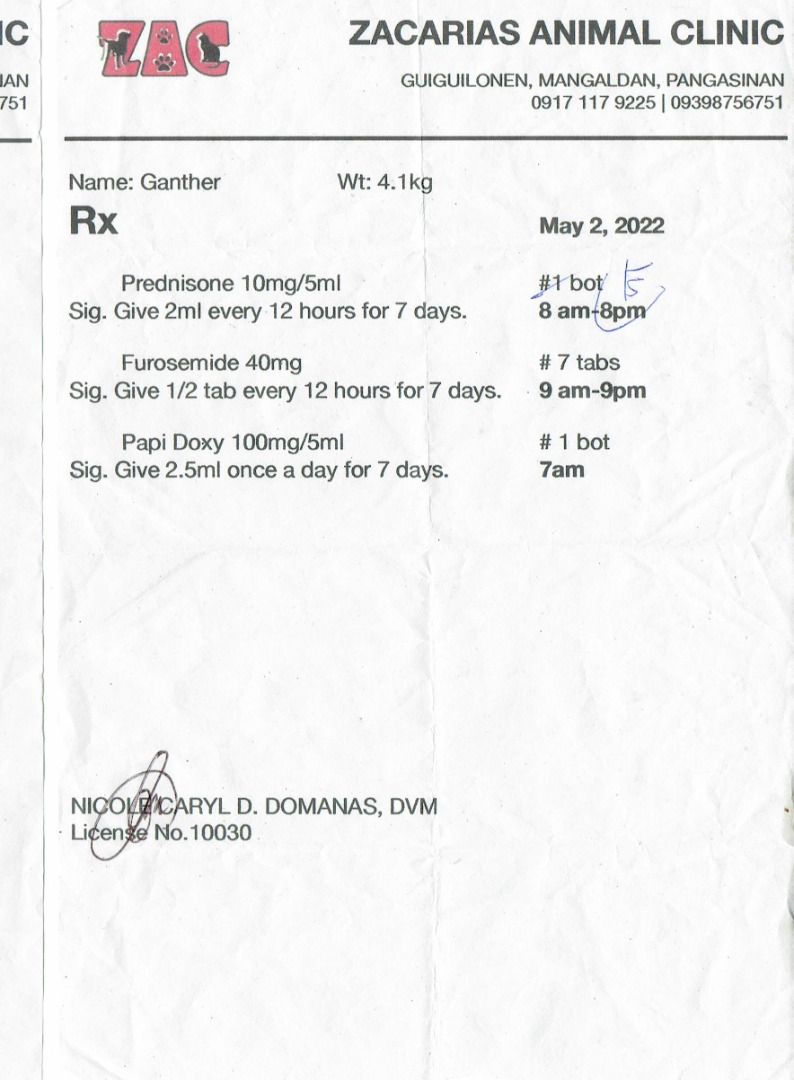 IC
IAN
751
ZAC
ZACARIAS ANIMAL CLINIC
GUIGUILONEN, MANGALDAN, PANGASINAN
0917 117 9225 | 09398756751
Name: Ganther Wt: 4.1kg
Rx May 2, 2022
Prednisone 10mg/5ml #1 bot 5
Sig. Give 2ml every 12 hours for 7 days. 8 am-8pm
Furosemide 40mg # 7 tabs
Sig. Give 1/2 tab every 12 hours for 7 days. 9 am-9pm
Papi Doxy 100mg/5ml # 1 bot
Sig. Give 2.5ml once a day for 7 days. 7am
NICOLE CARYL D. DOMANAS, DVM
License No.10030